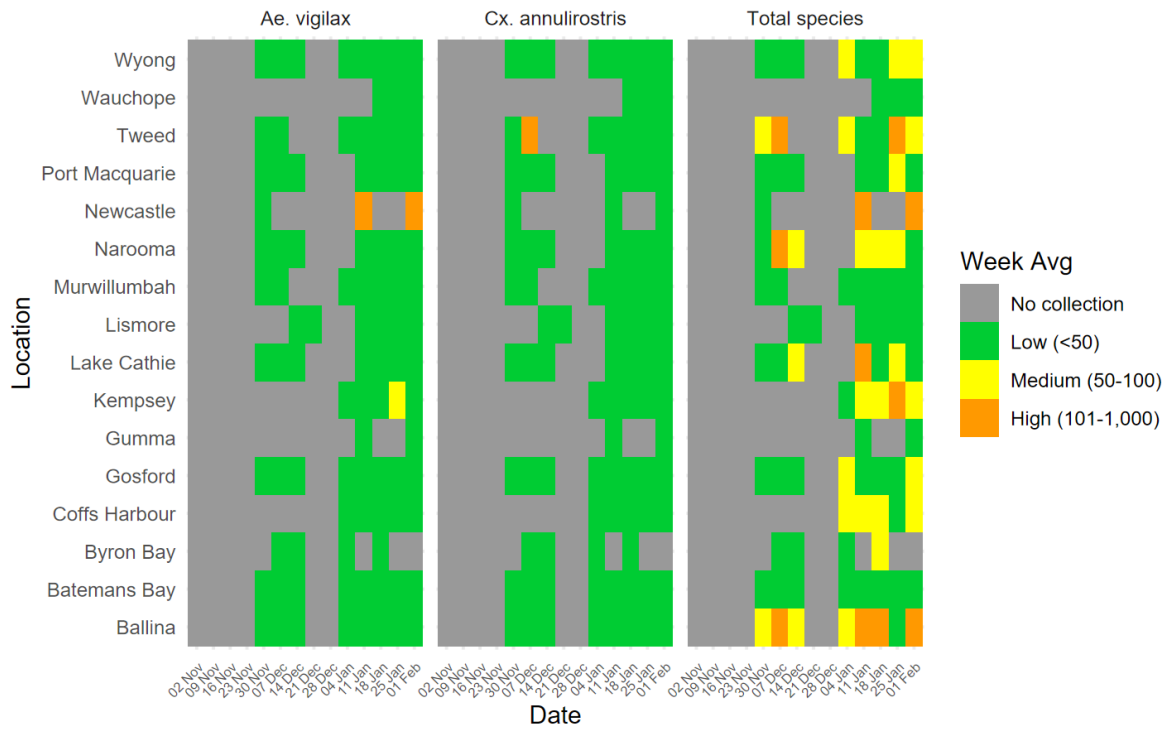 Ae. vigilax Cx. annulirostris Total species
Wyong
Wauchope
Tweed
Port Macquarie
Newcastle
Narooma
Murwillumbah
Lismore
Lake Cathie
Kempsey
Gumma
Gosford
Coffs Harbour
Byron Bay
Batemans Bay
Ballina
Location
Week Avg
No collection
Low (<50)
Medium (50-100)
High (101-1,000)
02 Nov 09 Nov 16 Nov 23 Nov 30 Nov 07 Dec 14 Dec 21 Dec 28 Dec 04 Jan 11 Jan 18 Jan 25 Jan 01 Feb
02 Nov 09 Nov 16 Nov 23 Nov 30 Nov 07 Dec 14 Dec 21 Dec 28 Dec 04 Jan 11 Jan 18 Jan 25 Jan 01 Feb
02 Nov 09 Nov 16 Nov 23 Nov 30 Nov 07 Dec 14 Dec 21 Dec 28 Dec 04 Jan 11 Jan 18 Jan 25 Jan 01 Feb
Date